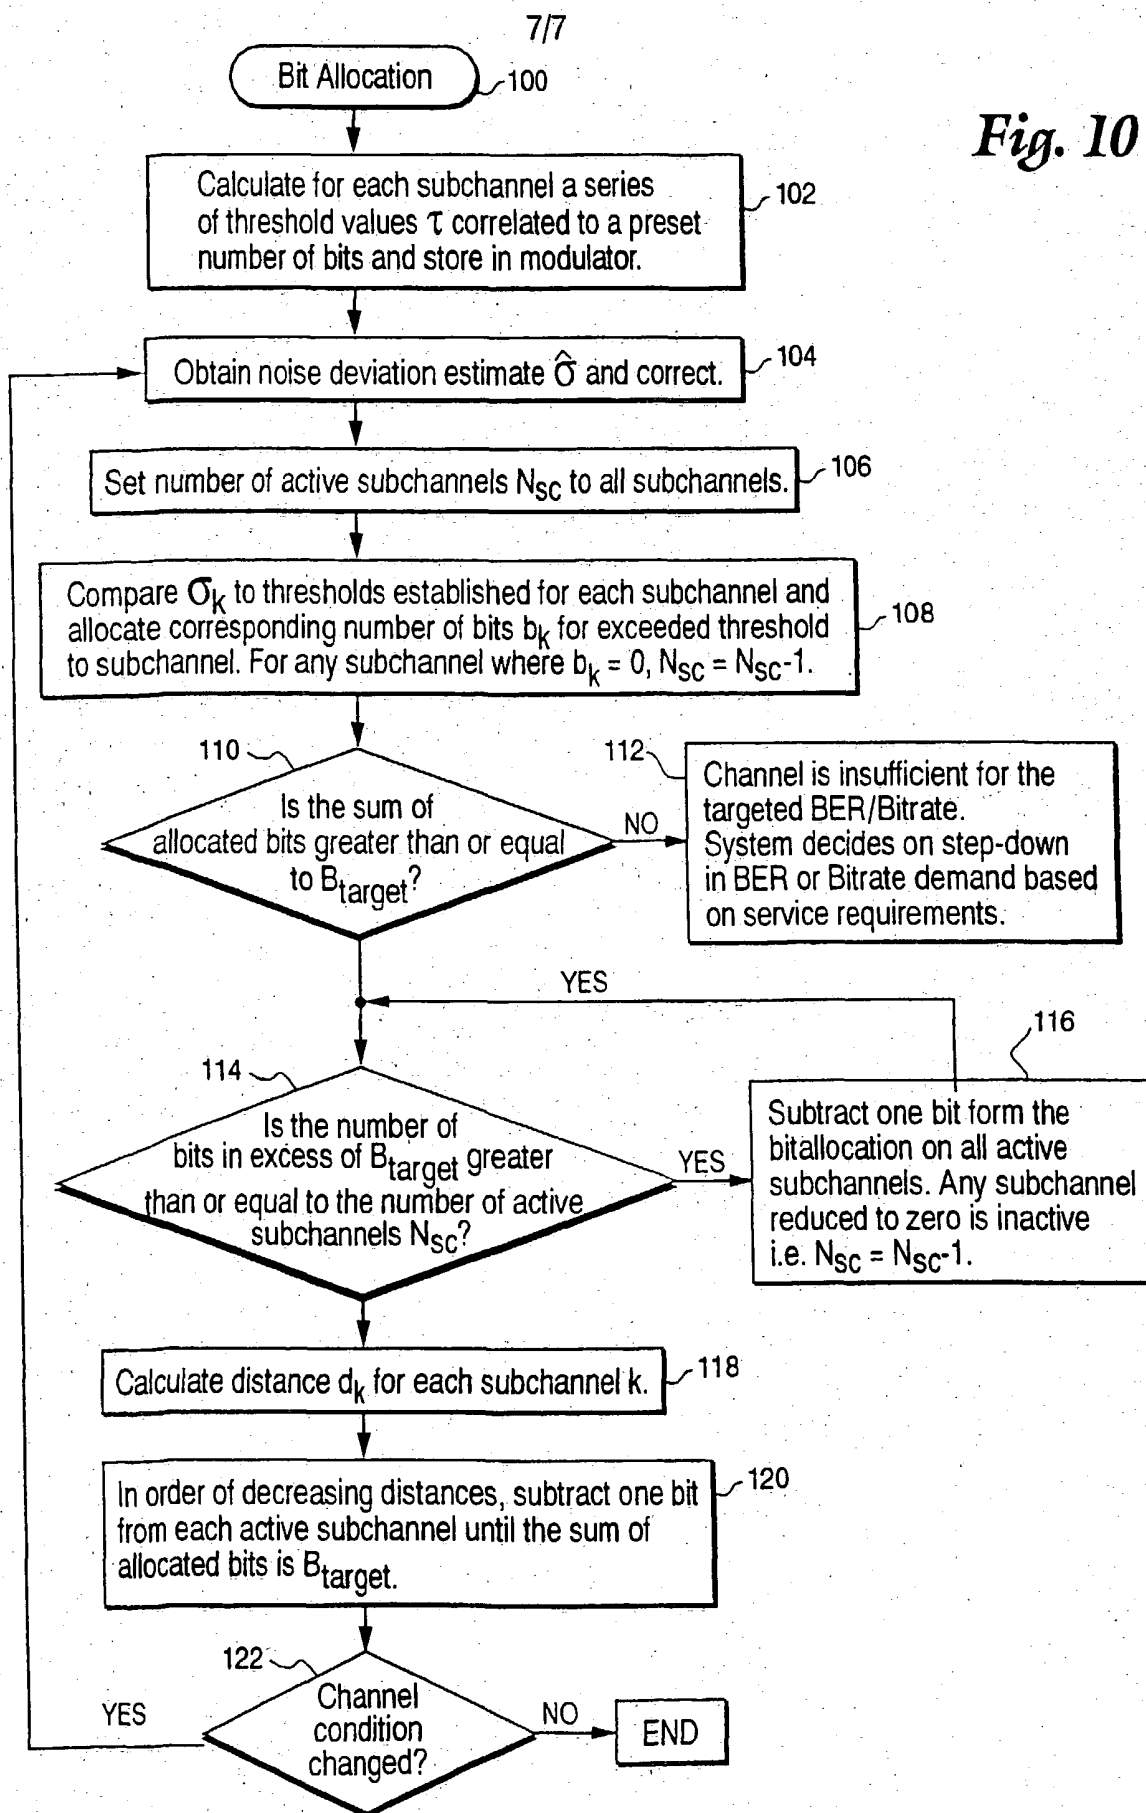 7/7
Bit Allocation
100
Fig. 10
Calculate for each subchannel a series
of threshold values τ correlated to a preset
number of bits and store in modulator.
102
Obtain noise deviation estimate σ̂ and correct.
104
Set number of active subchannels NSC to all subchannels.
106
Compare σk to thresholds established for each subchannel and
allocate corresponding number of bits bk for exceeded threshold
to subchannel. For any subchannel where bk = 0, NSC = NSC-1.
108
110
Is the sum of
allocated bits greater than or equal
to Btarget?
NO
112
Channel is insufficient for the
targeted BER/Bitrate.
System decides on step-down
in BER or Bitrate demand based
on service requirements.
YES
114
Is the number of
bits in excess of Btarget greater
than or equal to the number of active
subchannels NSC?
YES
116
Subtract one bit form the
bitallocation on all active
subchannels. Any subchannel
reduced to zero is inactive
i.e. NSC = NSC-1.
Calculate distance dk for each subchannel k.
118
In order of decreasing distances, subtract one bit
from each active subchannel until the sum of
allocated bits is Btarget.
120
122
Channel
condition
changed?
YES
NO
END